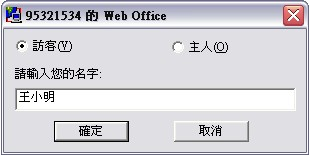 95321534 的 Web Office
訪客(V) 主人(O)
請輸入您的名字:
王小明
確定 取消